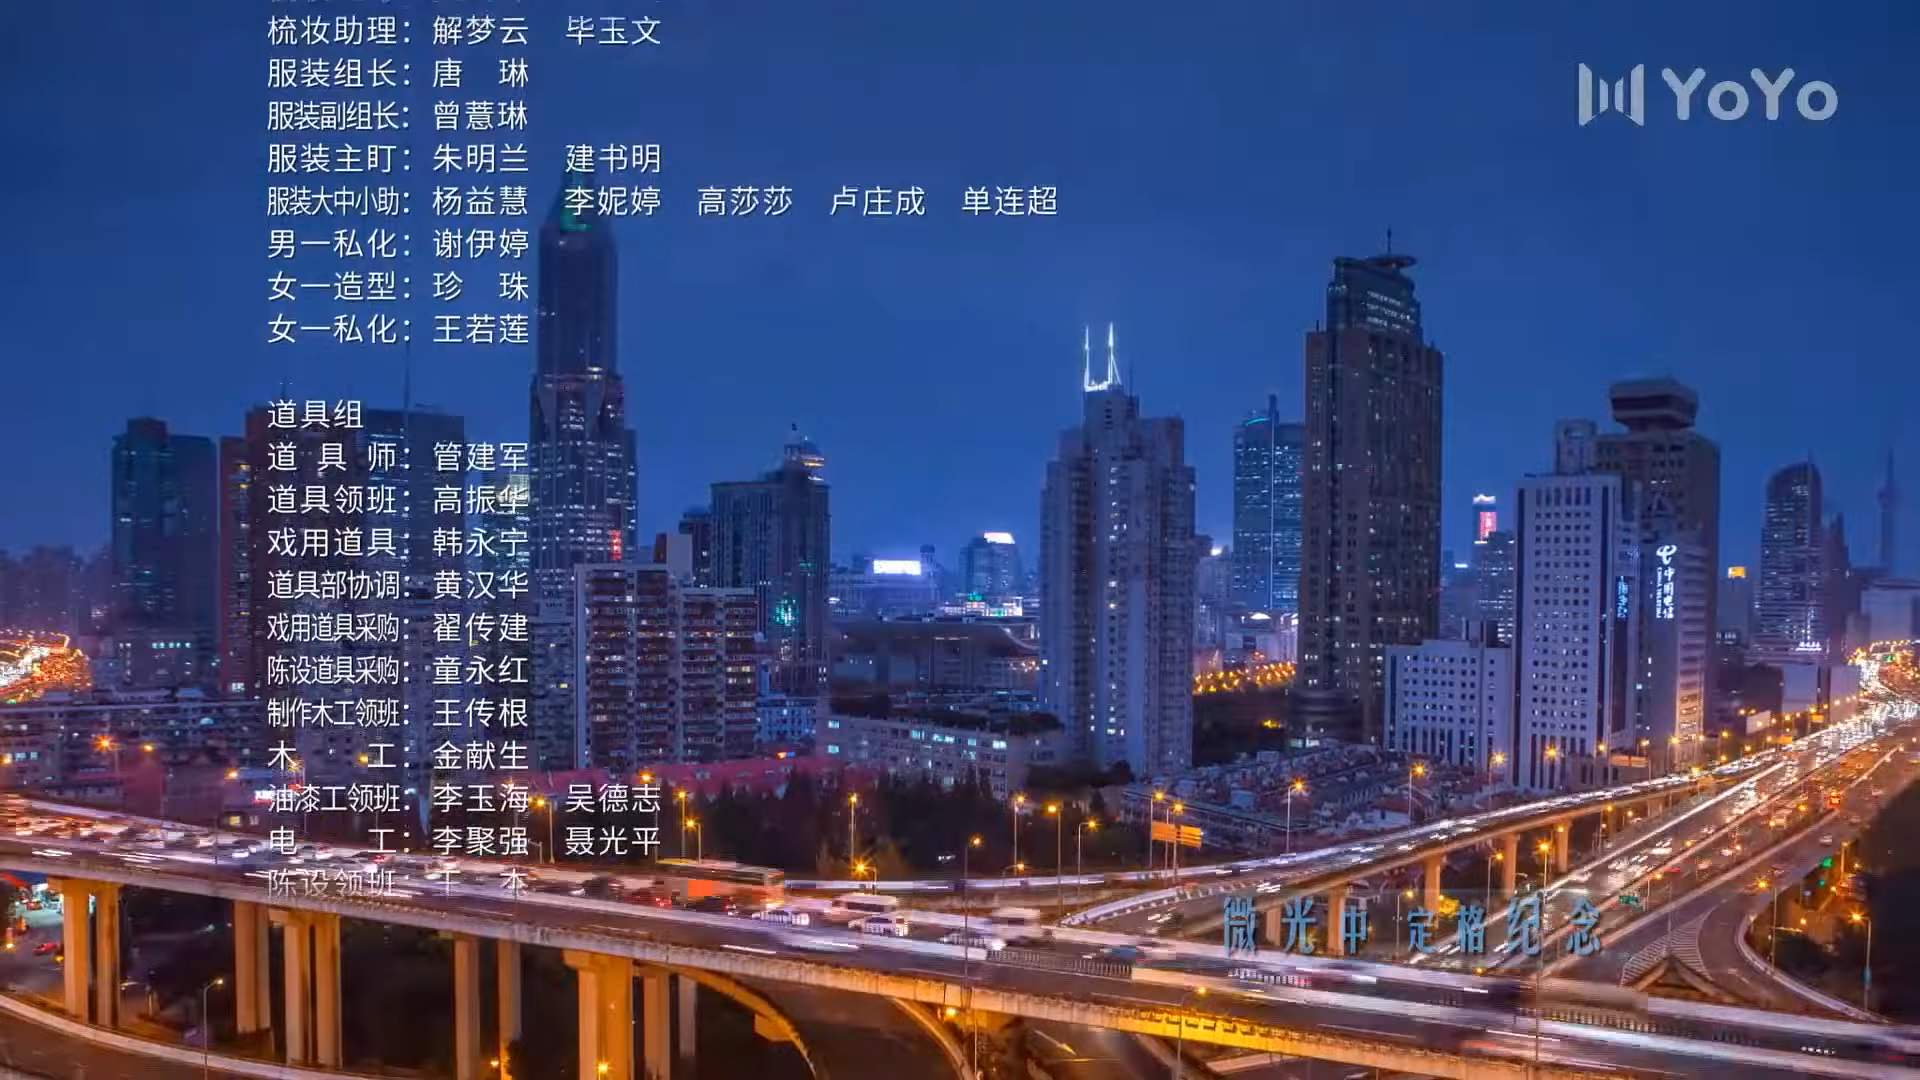 梳妆助理：解梦云 毕玉文
服装组长：唐 琳
服装副组长：曾薏琳
服装主盯：朱明兰 建书明
服装大中小助：杨益慧 李妮婷 高莎莎 卢庄成 单连超
男一私化：谢伊婷
女一造型：珍 珠
女一私化：王若莲
道具组
道具师：管建军
道具领班：高振华
戏用道具：韩永宁
道具部协调：黄汉华
戏用道具采购：翟传建
陈设道具采购：童永红
制作木工领班：王传根
木工：金献生
油漆工领班：李玉海 吴德志
电工：李聚强 聂光平
陈设领班：
YoYo
中国电信
微光中 定格纪念